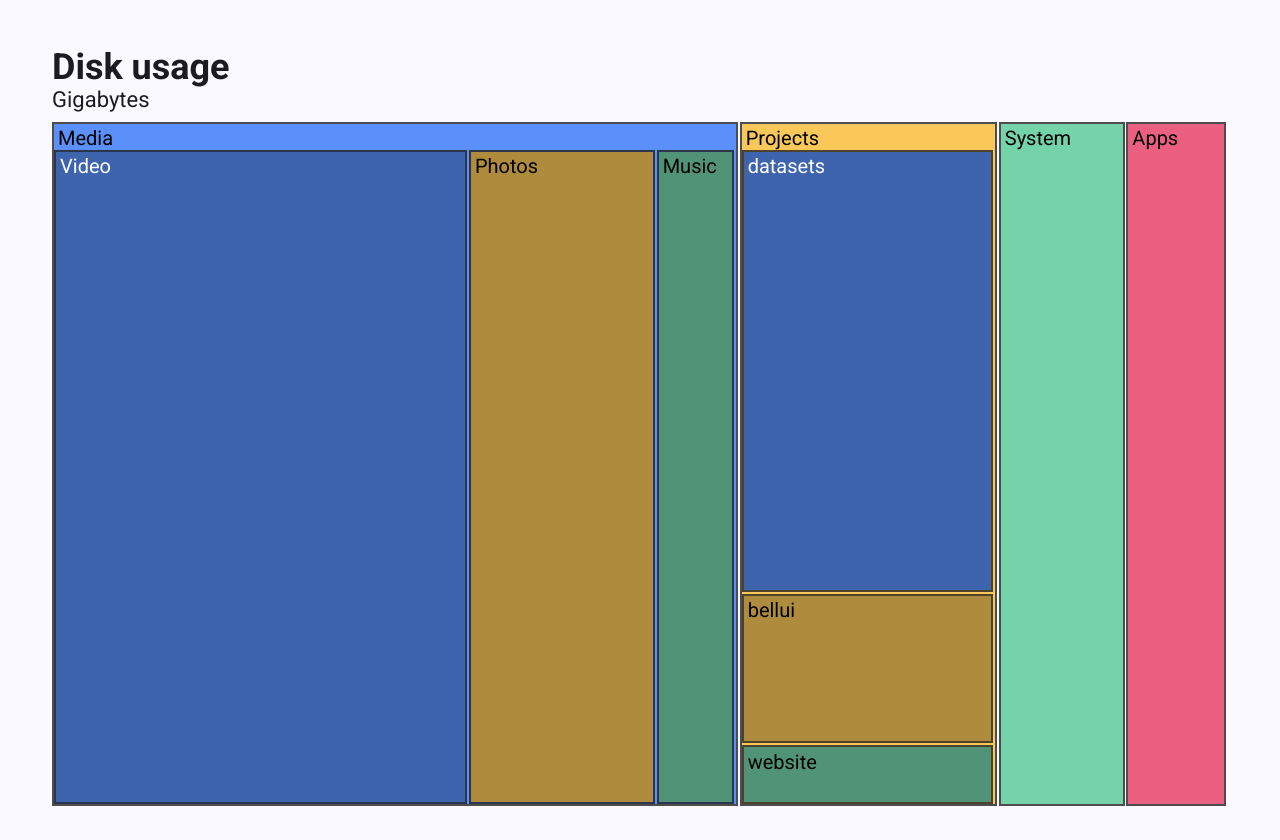 Disk usage
Gigabytes
Media
Video
Photos
Music
Projects
datasets
bellui
website
System
Apps